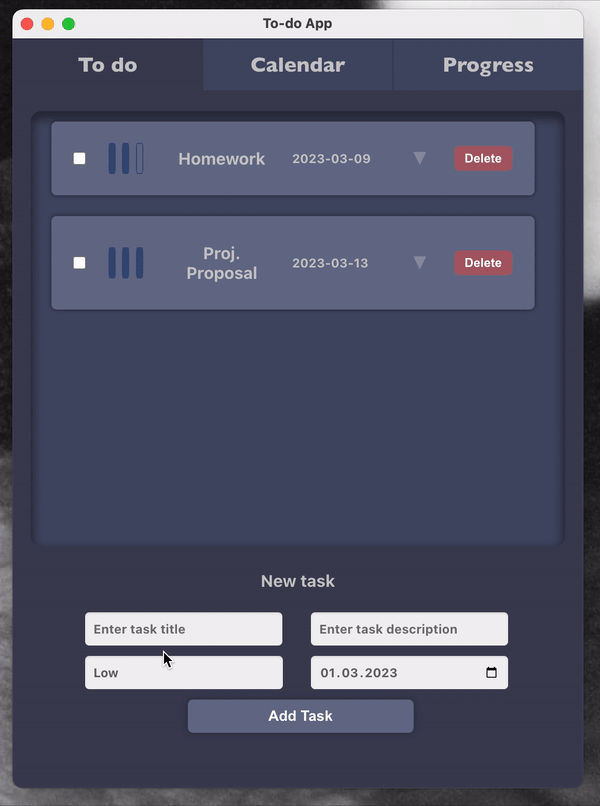 To-do App
To do
Calendar
Progress
Homework 2023-03-09 ▼ Delete
Proj.
Proposal 2023-03-13 ▼ Delete
New task
Enter task title
Enter task description
Low
01.03.2023
Add Task